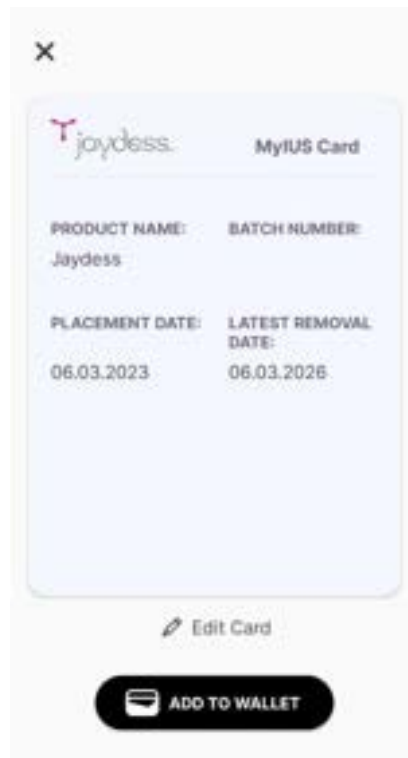 jaydess.
MyIUS Card
PRODUCT NAME:
BATCH NUMBER:
Jaydess
PLACEMENT DATE:
LATEST REMOVAL
DATE:
06.03.2023
06.03.2026
Edit Card
ADD TO WALLET